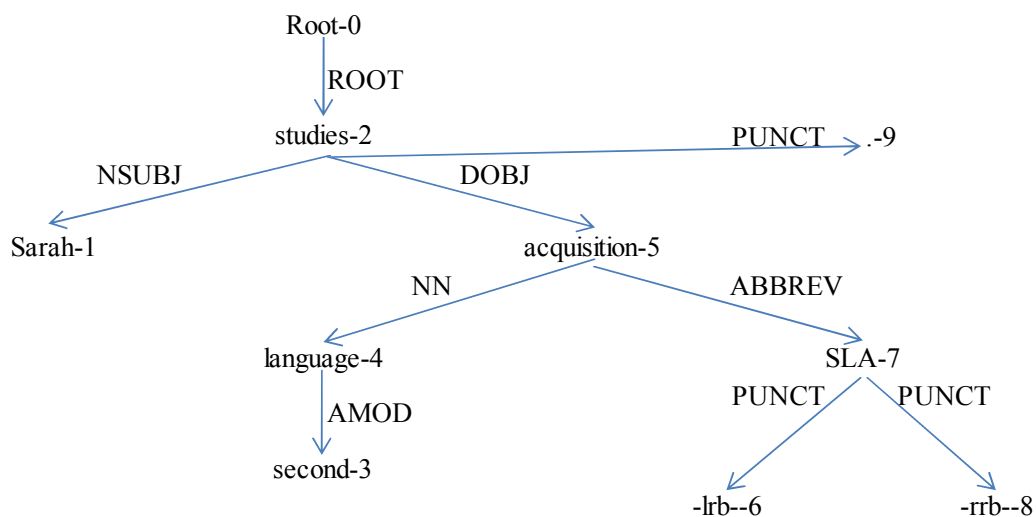 Root-0
ROOT
studies-2
PUNCT
.-9
NSUBJ
DOBJ
Sarah-1
acquisition-5
NN
ABBREV
language-4
SLA-7
AMOD
PUNCT
PUNCT
second-3
-lrb--6
-rrb--8